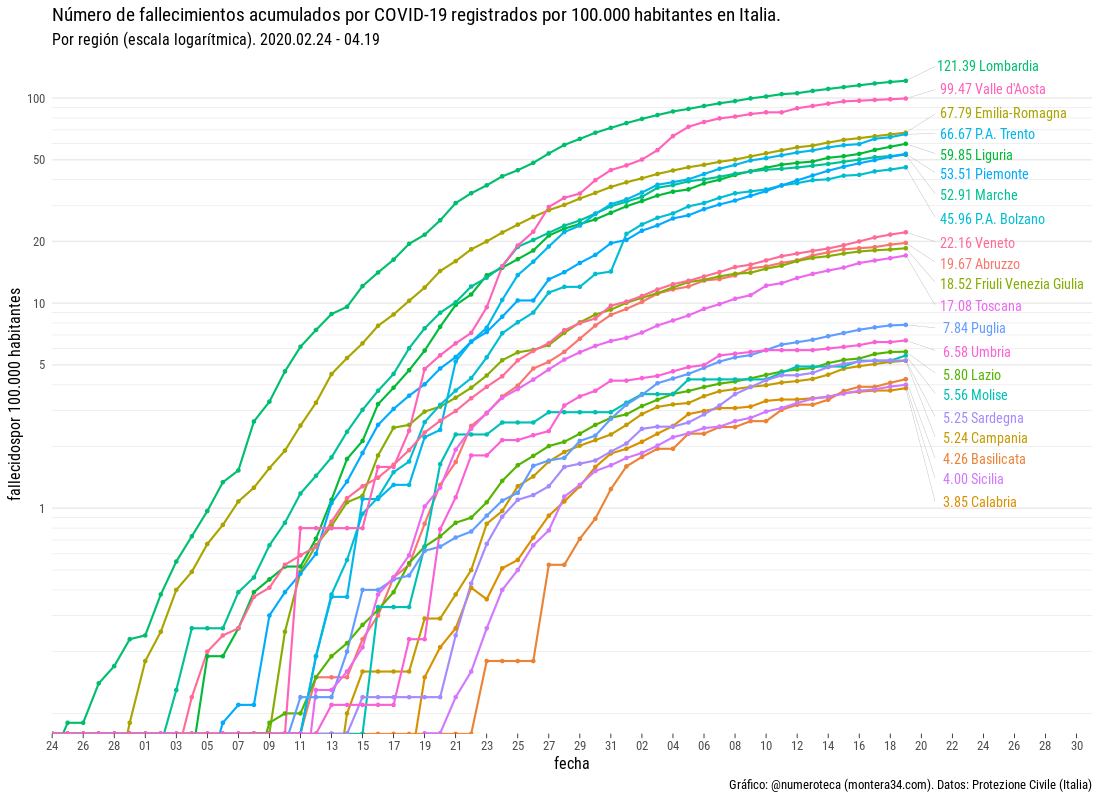 Número de fallecimientos acumulados por COVID-19 registrados por 100.000 habitantes en Italia.
Por región (escala logarítmica). 2020.02.24 - 04.19
fallecidospor 100.000 habitantes
100
50
20
10
5
1
121.39 Lombardia
99.47 Valle d'Aosta
67.79 Emilia-Romagna
66.67 P.A. Trento
59.85 Liguria
53.51 Piemonte
52.91 Marche
45.96 P.A. Bolzano
22.16 Veneto
19.67 Abruzzo
18.52 Friuli Venezia Giulia
17.08 Toscana
7.84 Puglia
6.58 Umbria
5.80 Lazio
5.56 Molise
5.25 Sardegna
5.24 Campania
4.26 Basilicata
4.00 Sicilia
3.85 Calabria
24 26 28 01 03 05 07 09 11 13 15 17 19 21 23 25 27 29 31 02 04 06 08 10 12 14 16 18 20 22 24 26 28 30
fecha
Gráfico: @numeroteca (montera34.com). Datos: Protezione Civile (Italia)